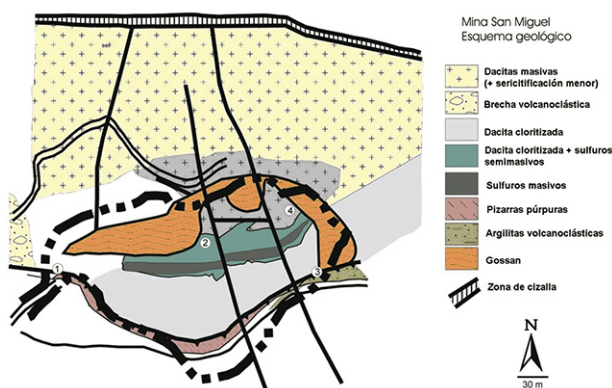 Mina San Miguel
Esquema geológico
Dacitas masivas
(+ sericitificación menor)
Brecha volcanoclástica
Dacita cloritizada
Dacita cloritizada + sulfuros
semimasivos
Sulfuros masivos
Pizarras púrpuras
Argilitas volcanoclásticas
Gossan
Zona de cizalla
N
30 m
1
2
3
4